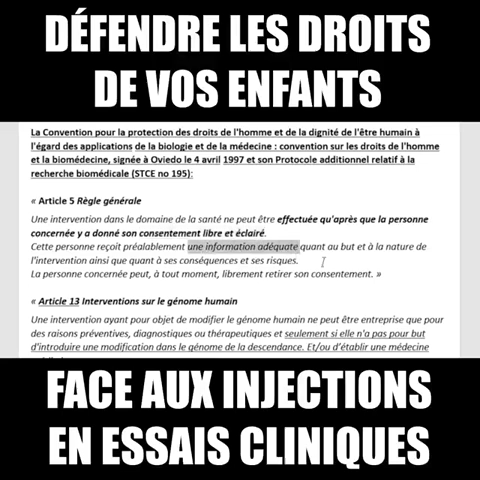 DÉFENDRE LES DROITS
DE VOS ENFANTS
La Convention pour la protection des droits de l'homme et de la dignité de l'être humain à
l'égard des applications de la biologie et de la médecine : convention sur les droits de l'homme
et la biomédecine, signée à Oviedo le 4 avril 1997 et son Protocole additionnel relatif à la
recherche biomédicale (STCE no 195):
« Article 5 Règle générale
Une intervention dans le domaine de la santé ne peut être effectuée qu'après que la personne
concernée y a donné son consentement libre et éclairé.
Cette personne reçoit préalablement une information adéquate quant au but et à la nature de
l'intervention ainsi que quant à ses conséquences et ses risques.
La personne concernée peut, à tout moment, librement retirer son consentement. »
« Article 13 Interventions sur le génome humain
Une intervention ayant pour objet de modifier le génome humain ne peut être entreprise que pour
des raisons préventives, diagnostiques ou thérapeutiques et seulement si elle n'a pas pour but
d'introduire une modification dans le génome de la descendance. Et/ou d'établir une médecine
FACE AUX INJECTIONS
EN ESSAIS CLINIQUES